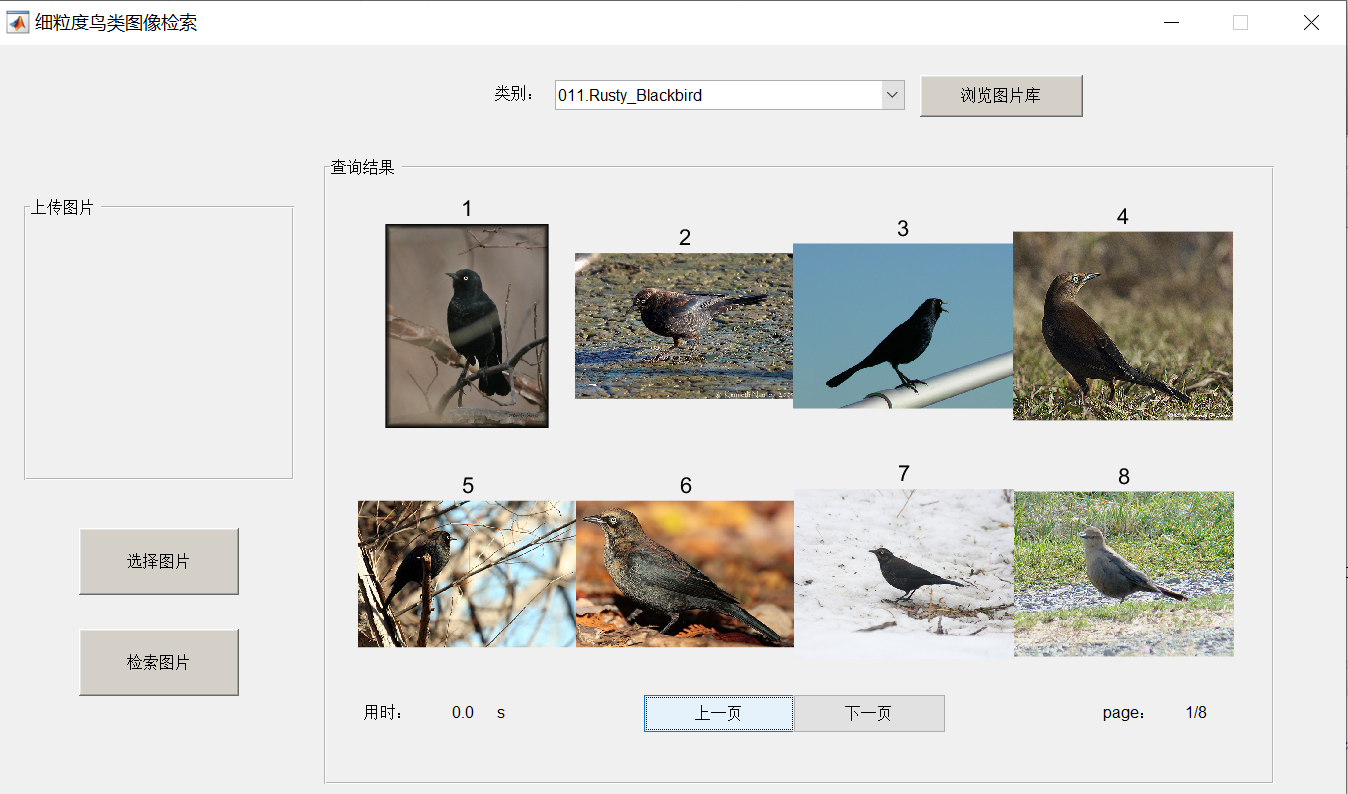 细粒度鸟类图像检索
类别：
011.Rusty_Blackbird
浏览图片库
查询结果
上传图片
1
2
3
4
5
6
7
8
选择图片
检索图片
用时：
0.0
s
上一页
下一页
page：
1/8